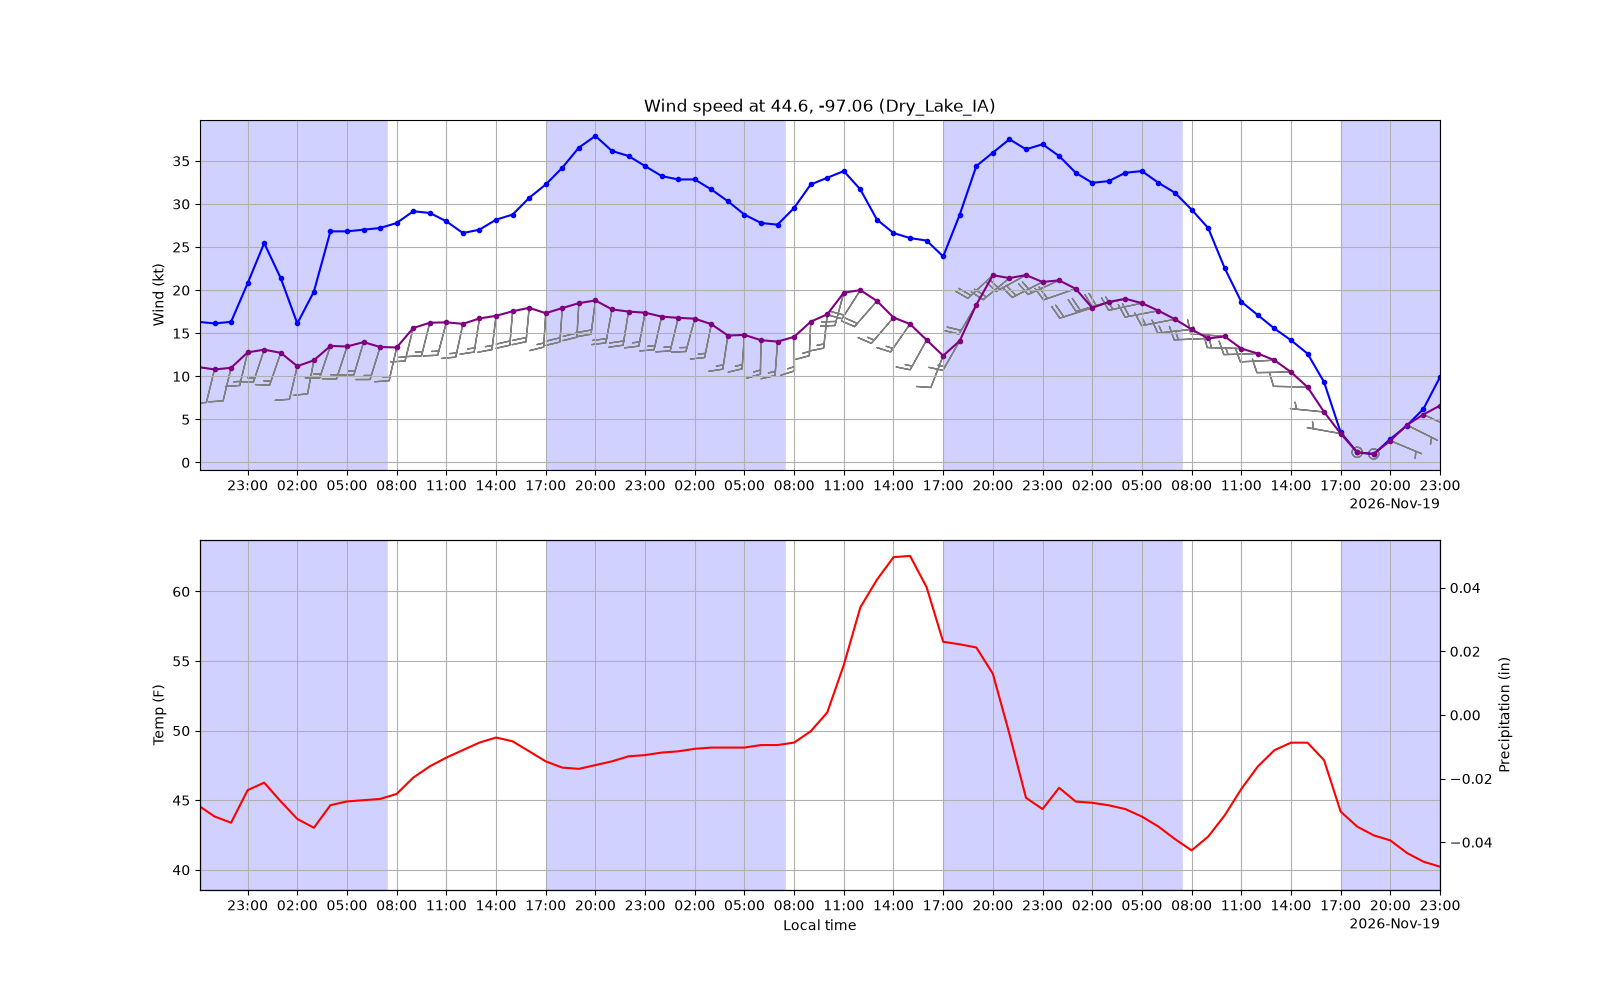 Wind speed at 44.6, -97.06 (Dry_Lake_IA)
Wind (kt)
35
30
25
20
15
10
5
0
23:00 02:00 05:00 08:00 11:00 14:00 17:00 20:00 23:00 02:00 05:00 08:00 11:00 14:00 17:00 20:00 23:00 02:00 05:00 08:00 11:00 14:00 17:00 20:00 23:00
2026-Nov-19
Temp (F)
60
55
50
45
40
0.04
0.02
0.00
−0.02
−0.04
Precipitation (in)
23:00 02:00 05:00 08:00 11:00 14:00 17:00 20:00 23:00 02:00 05:00 08:00 11:00 14:00 17:00 20:00 23:00 02:00 05:00 08:00 11:00 14:00 17:00 20:00 23:00
Local time
2026-Nov-19